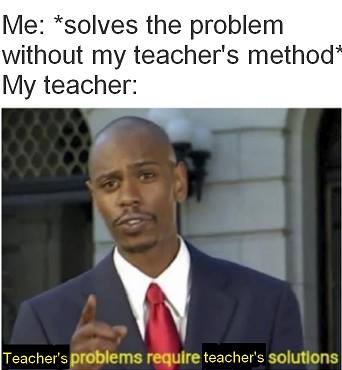 Me: *solves the problem
without my teacher's method*
My teacher:
Teacher's problems require teacher's solutions